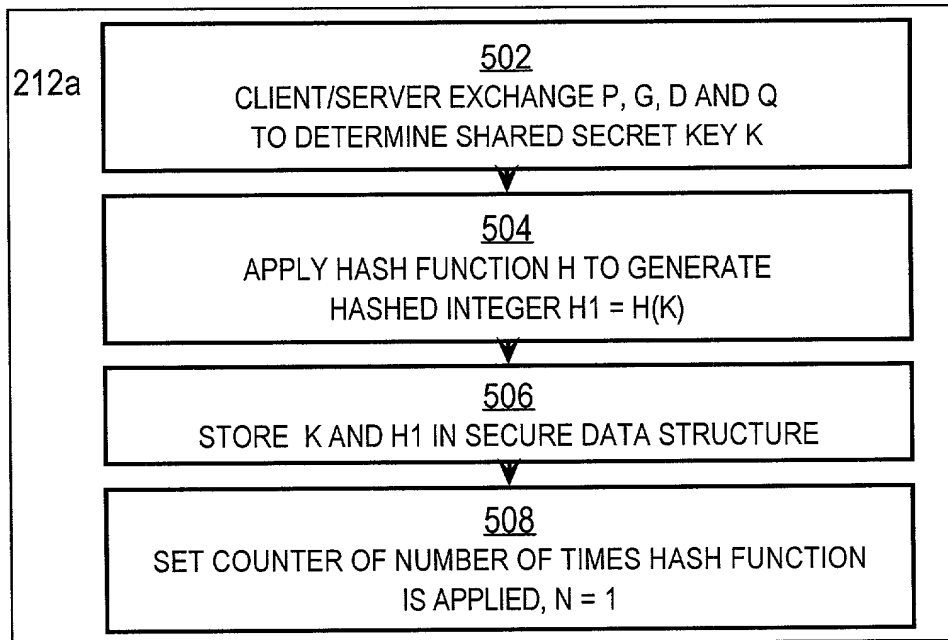 212a
502
CLIENT/SERVER EXCHANGE P, G, D AND Q
TO DETERMINE SHARED SECRET KEY K
504
APPLY HASH FUNCTION H TO GENERATE
HASHED INTEGER H1 = H(K)
506
STORE K AND H1 IN SECURE DATA STRUCTURE
508
SET COUNTER OF NUMBER OF TIMES HASH FUNCTION
IS APPLIED, N = 1